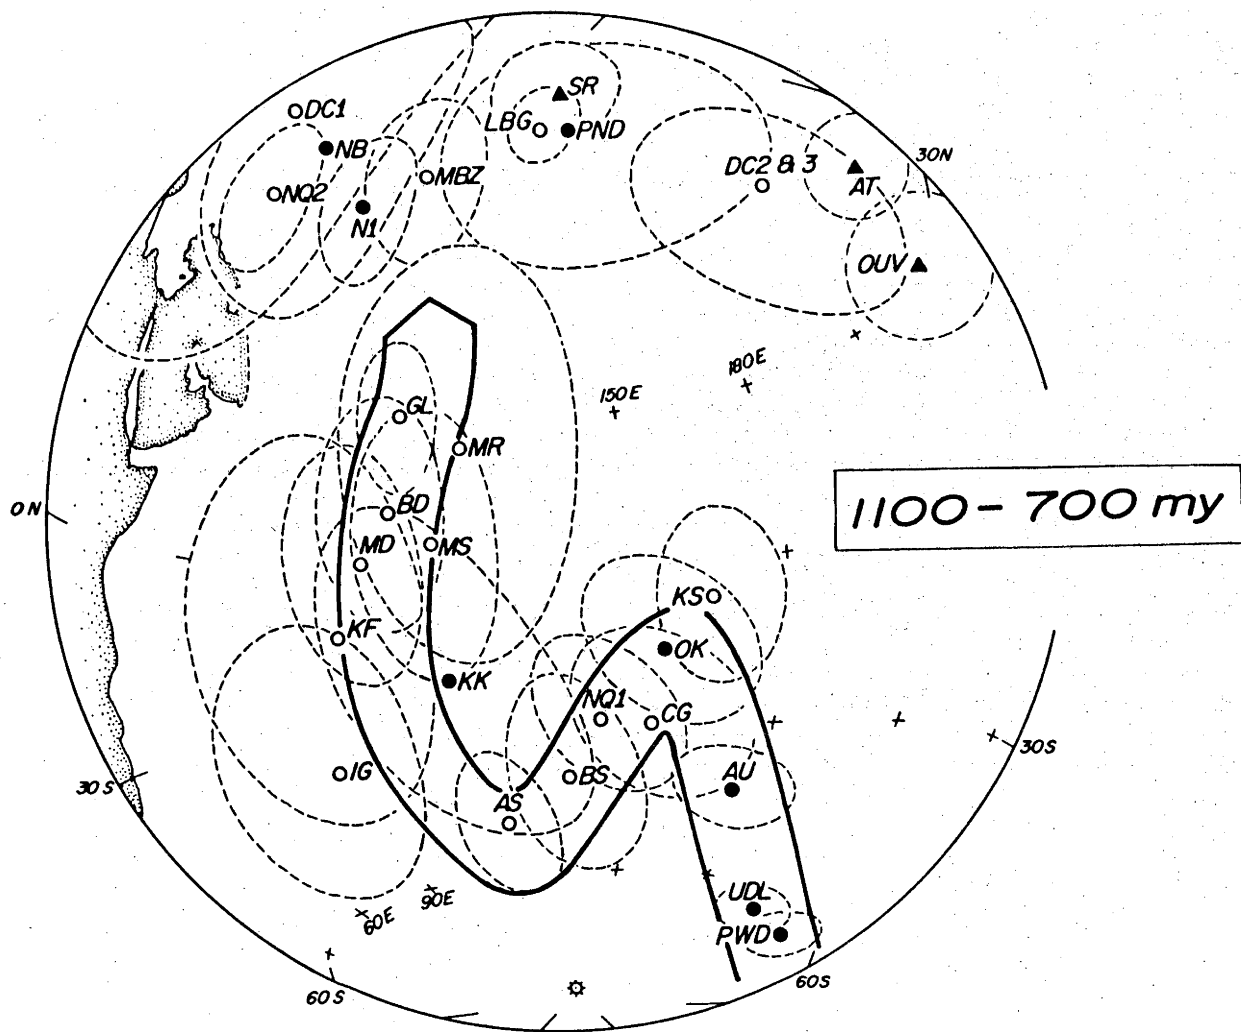 SR
DC1
LBG
PND
NB
DC2 & 3
30N
MBZ
AT
NQ2
N1
OUV
180E
150E
GL
MR
1100 - 700 my
BD
0N
MD
MS
KS
KF
OK
KK
NQ1
CG
30S
IG
BS
AU
30S
AS
UDL
90E
60E
PWD
60S
60S